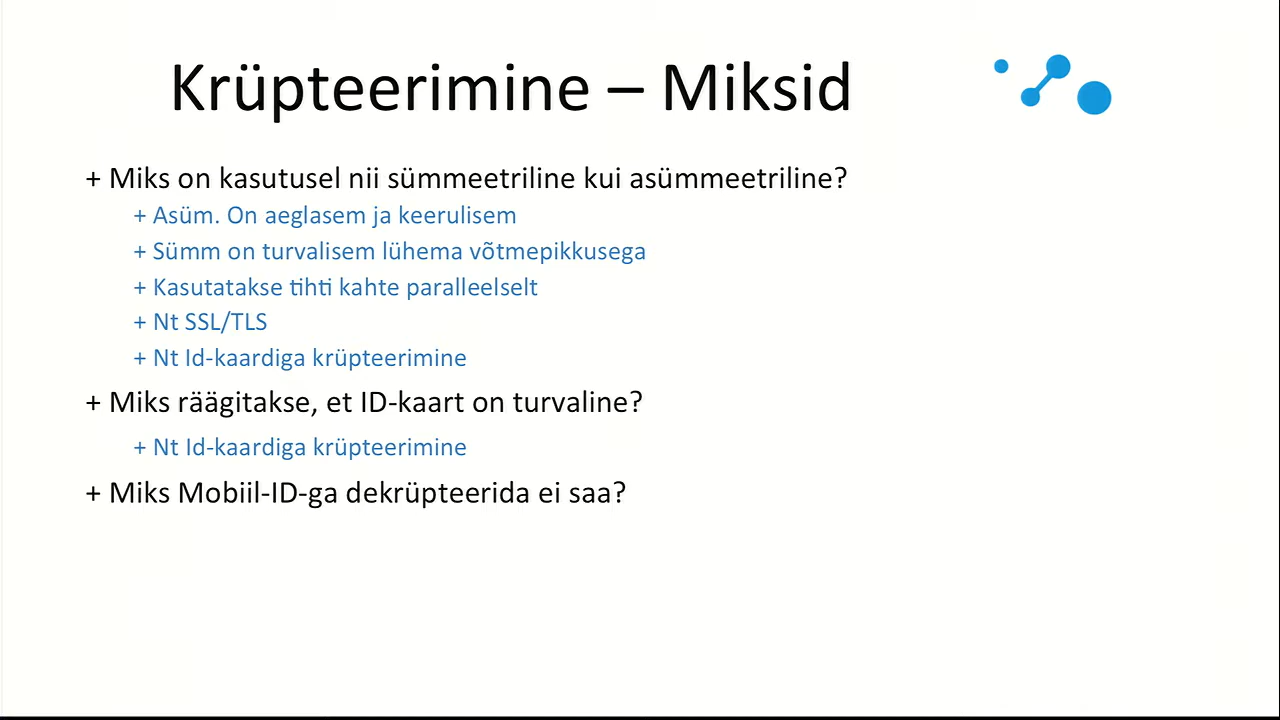 Krüpteerimine – Miksid
+ Miks on kasutusel nii sümmeetriline kui asümmeetriline?
+ Asüm. On aeglasem ja keerulisem
+ Sümm on turvalisem lühema võtmepikkusega
+ Kasutatakse tihti kahte paralleelselt
+ Nt SSL/TLS
+ Nt Id-kaardiga krüpteerimine
+ Miks räägitakse, et ID-kaart on turvaline?
+ Nt Id-kaardiga krüpteerimine
+ Miks Mobiil-ID-ga dekrüpteerida ei saa?